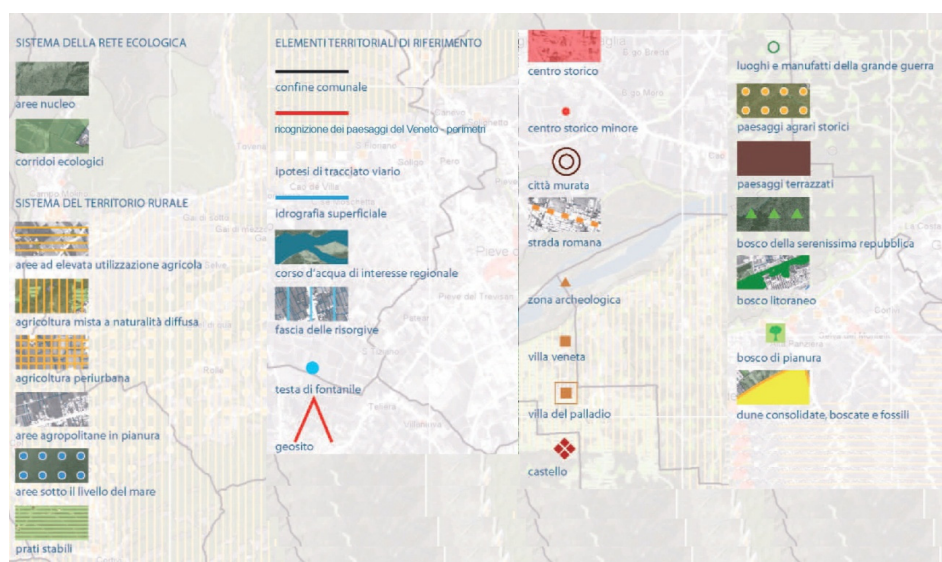 SISTEMA DELLA RETE ECOLOGICA
aree nucleo
corridoi ecologici
SISTEMA DEL TERRITORIO RURALE
aree ad elevata utilizzazione agricola
agricoltura mista a naturalità diffusa
agricoltura periurbana
aree agropolitane in pianura
aree sotto il livello del mare
prati stabili
ELEMENTI TERRITORIALI DI RIFERIMENTO
confine comunale
ricognizione dei paesaggi del Veneto - perimetri
ipotesi di tracciato viario
idrografia superficiale
corso d'acqua di interesse regionale
fascia delle risorgive
testa di fontanile
geosito
centro storico
centro storico minore
città murata
strada romana
zona archeologica
villa veneta
villa del palladio
castello
luoghi e manufatti della grande guerra
paesaggi agrari storici
paesaggi terrazzati
bosco della serenissima repubblica
bosco litoraneo
bosco di pianura
dune consolidate, boscate e fossili